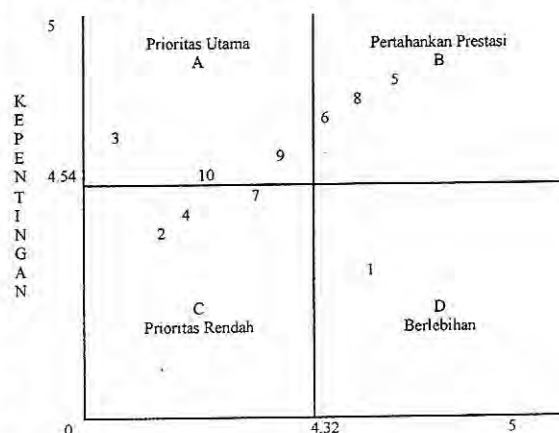 5
Prioritas Utama
A
Pertahankan Prestasi
B
5
8
6
3
9
4.54
10
7
4
2
1
K
E
P
E
N
T
I
N
G
A
N
C
Prioritas Rendah
D
Berlebihan
0
4.32
5